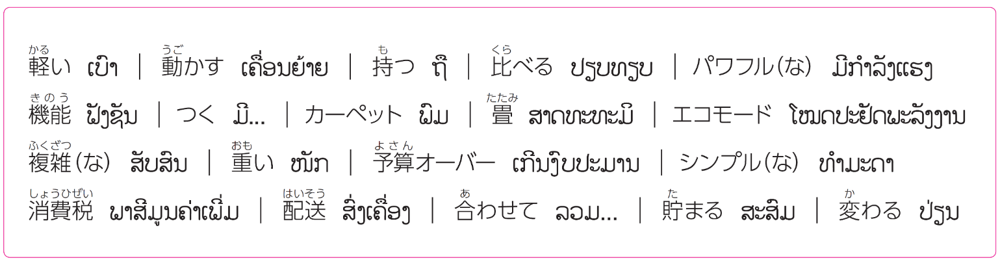 かる うご も くら
軽い ເບົາ | 動かす ເຄື່ອນຍ້າຍ | 持つ ຖື | 比べる ປຽບທຽບ | パワフル(な) ມີກຳລັງແຮງ
きのう たたみ
機能 ຟັງຊັນ | つく ມີ... | カーペット ພົມ | 畳 ສາດທະທະມິ | エコモード ໂໝດປະຢັດພະລັງງານ
ふくざつ おも よさん
複雑(な) ສັບສົນ | 重い ໜັກ | 予算オーバー ເກີນງົບປະມານ | シンプル(な) ທຳມະດາ
しょうひぜい はいそう あ た か
消費税 ພາສີມູນຄ່າເພີ່ມ | 配送 ສົ່ງເຄື່ອງ | 合わせて ລວມ... | 貯まる ສະສົມ | 変わる ປ່ຽນ